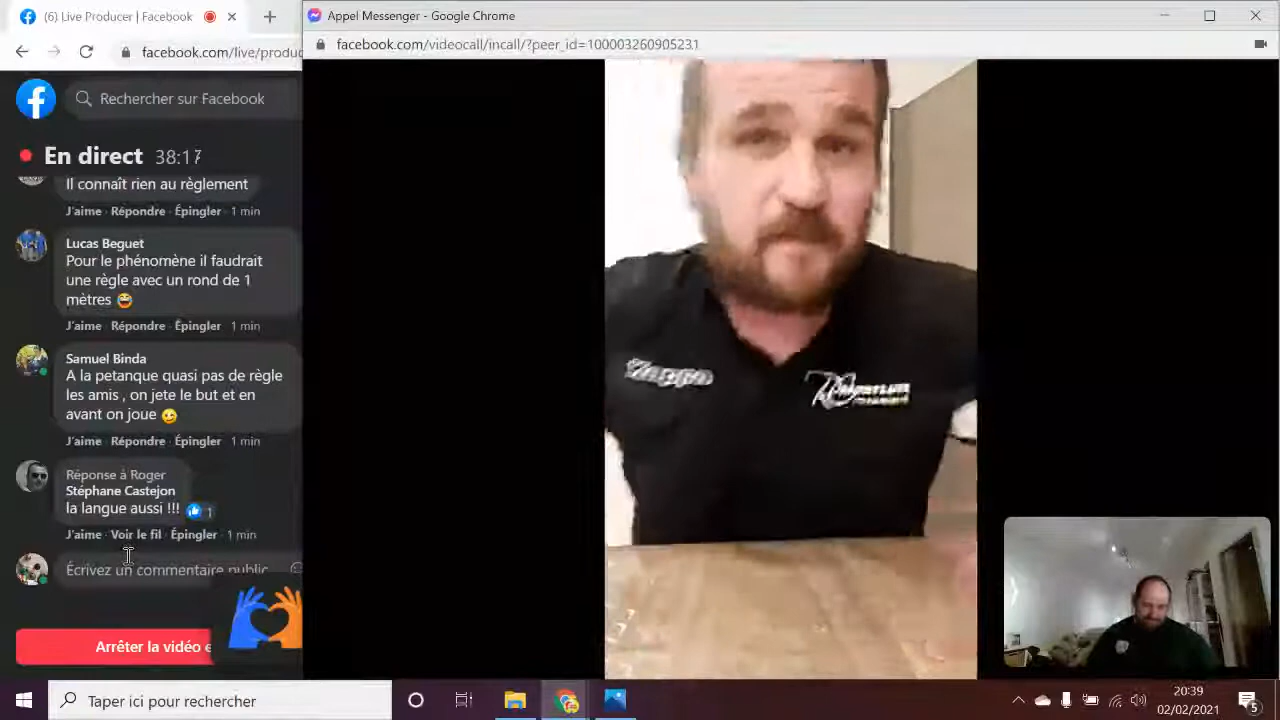 (6) Live Producer | Facebook
Appel Messenger - Google Chrome
facebook.com/live/produc
facebook.com/videocall/incall/?peer_id=100003260905231
Rechercher sur Facebook
En direct 38:17
Il connaît rien au règlement
J'aime · Répondre · Épingler · 1 min
Lucas Beguet
Pour le phénomène il faudrait
une règle avec un rond de 1
mètres 😂
J'aime · Répondre · Épingler · 1 min
Samuel Binda
A la petanque quasi pas de règle
les amis , on jete le but et en
avant on joue 😉
J'aime · Répondre · Épingler · 1 min
Réponse à Roger
Stéphane Castejon
la langue aussi !!!
1
J'aime · Voir le fil · Épingler · 1 min
Écrivez un commentaire public
Arrêter la vidéo e
Taper ici pour rechercher
20:39
02/02/2021
5